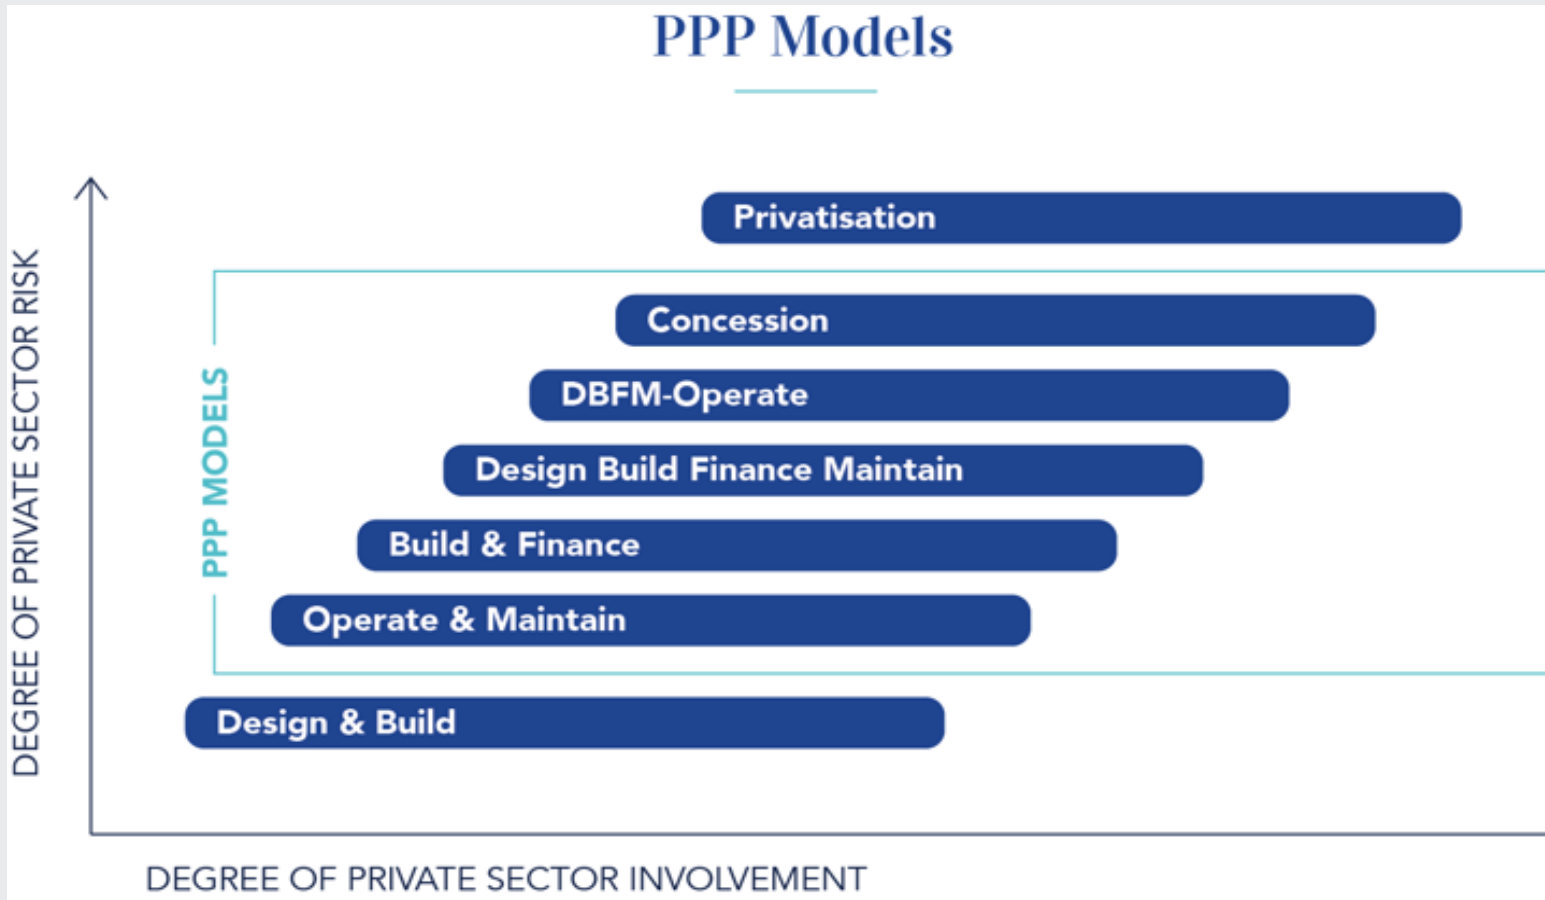 PPP Models
DEGREE OF PRIVATE SECTOR RISK
PPP MODELS
Privatisation
Concession
DBFM-Operate
Design Build Finance Maintain
Build & Finance
Operate & Maintain
Design & Build
DEGREE OF PRIVATE SECTOR INVOLVEMENT